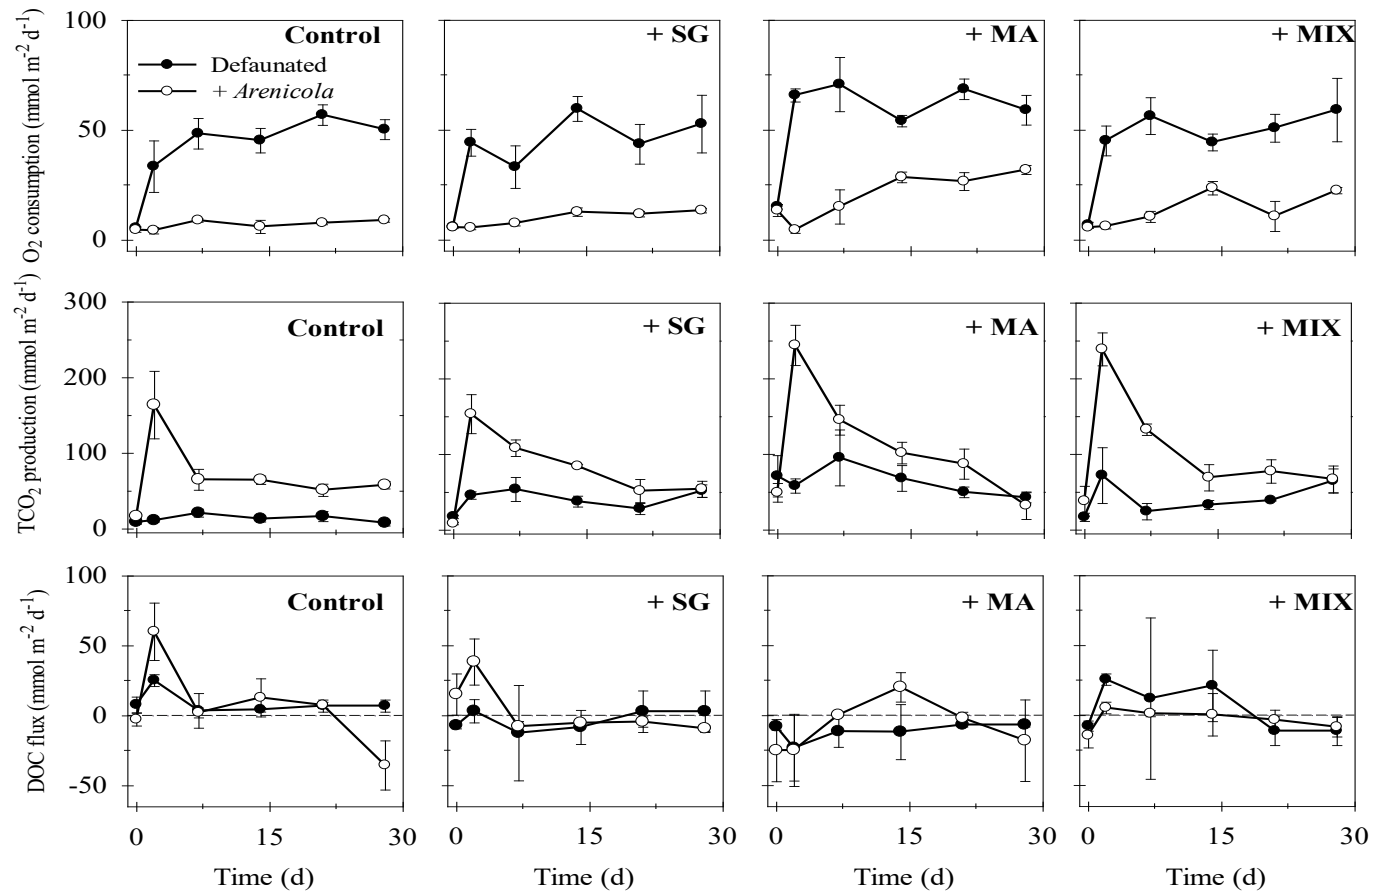 O2 consumption (mmol m-2 d-1)
100
50
0
Control
Defaunated
+ Arenicola
+ SG
+ MA
+ MIX
TCO2 production (mmol m-2 d-1)
300
200
100
0
Control
+ SG
+ MA
+ MIX
DOC flux (mmol m-2 d-1)
100
50
0
-50
Control
+ SG
+ MA
+ MIX
0 15 30
0 15 30
0 15 30
0 15 30
Time (d)
Time (d)
Time (d)
Time (d)